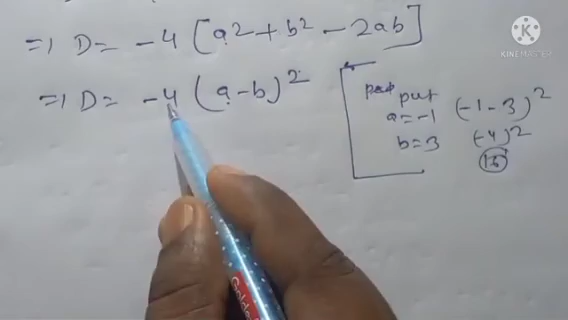 =) D= -4 [a²+b² - 2ab]
=) D= -4 (a-b)²
put
a=-1 (-1-3)²
b=3 (-4)²
16
KINEMASTER